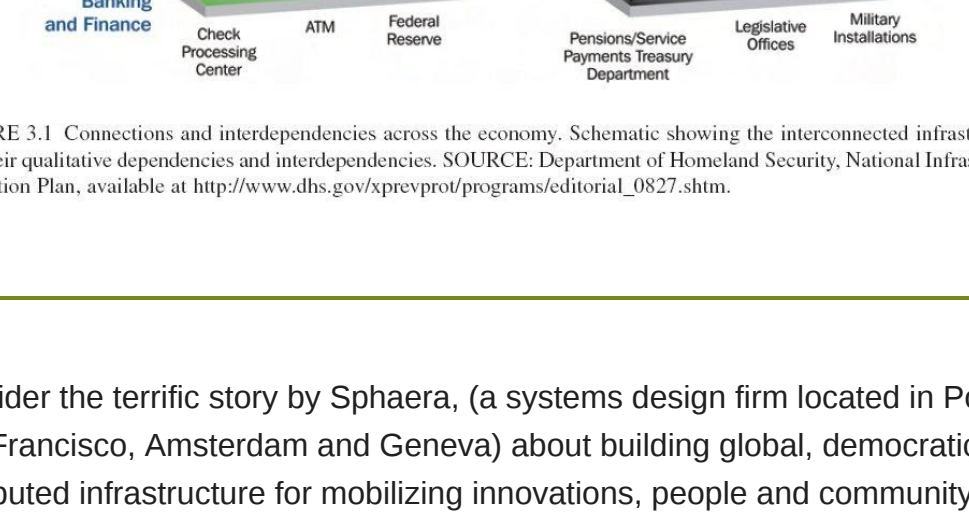 Banking
and Finance
Check
Processing
Center
ATM
Federal
Reserve
Pensions/Service
Payments Treasury
Department
Legislative
Offices
Military
Installations
RE 3.1 Connections and interdependencies across the economy. Schematic showing the interconnected infrast
eir qualitative dependencies and interdependencies. SOURCE: Department of Homeland Security, National Infras
tion Plan, available at http://www.dhs.gov/xprevprot/programs/editorial_0827.shtm.
ider the terrific story by Sphaera, (a systems design firm located in Po
Francisco, Amsterdam and Geneva) about building global, democratic
buted infrastructure for mobilizing innovations, people and community